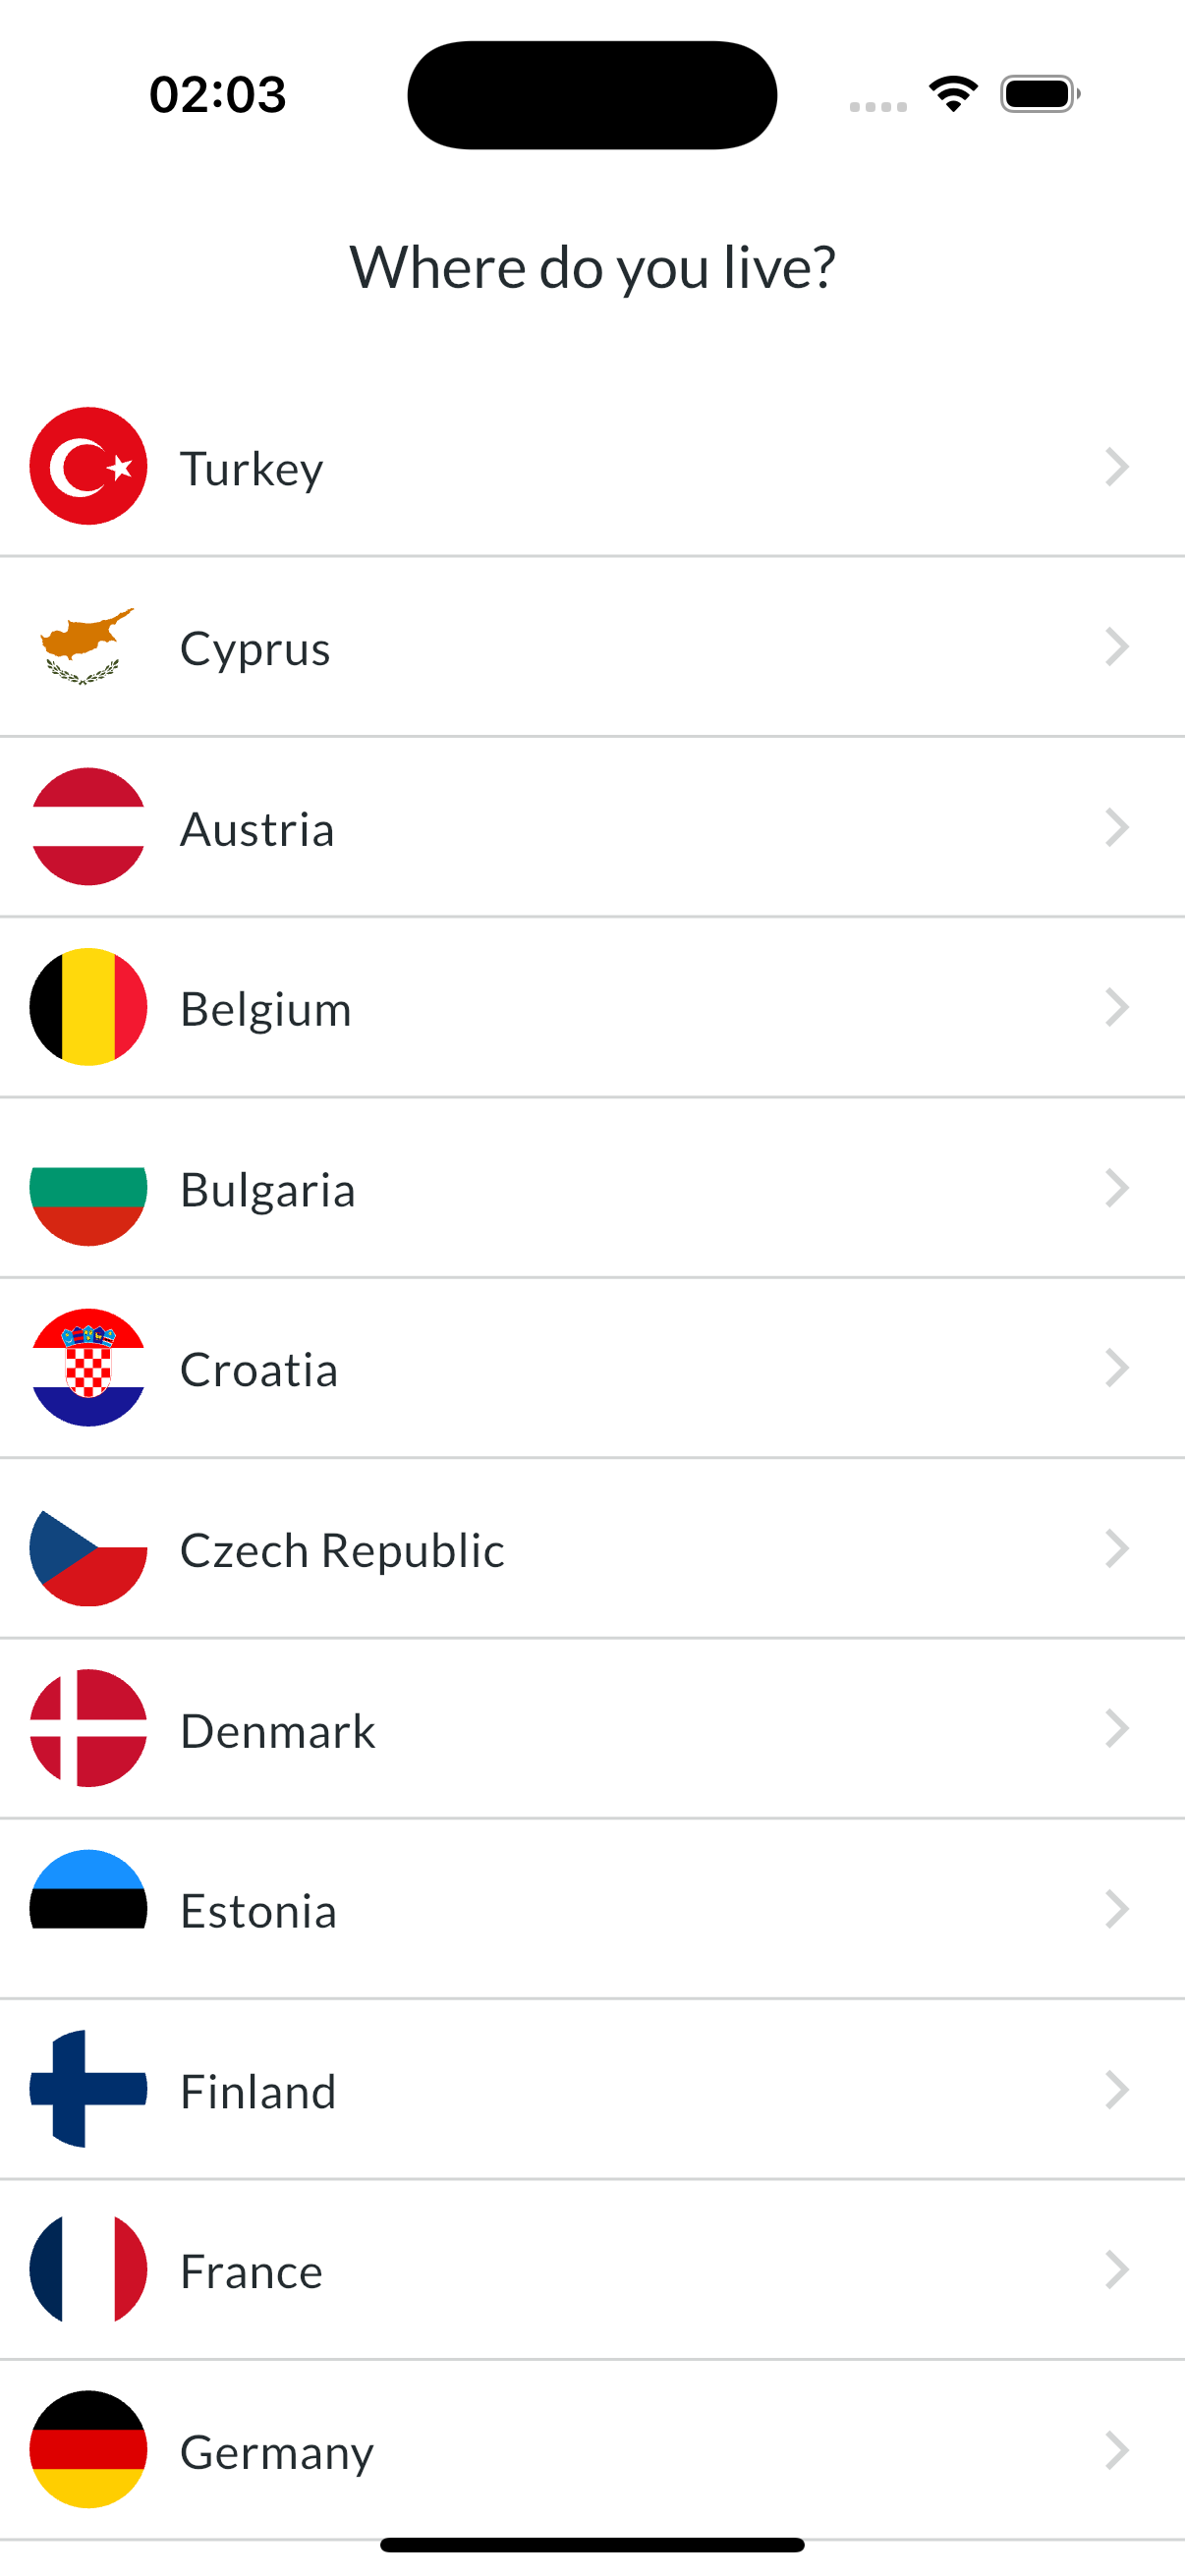 02:03
Where do you live?
Turkey
Cyprus
Austria
Belgium
Bulgaria
Croatia
Czech Republic
Denmark
Estonia
Finland
France
Germany